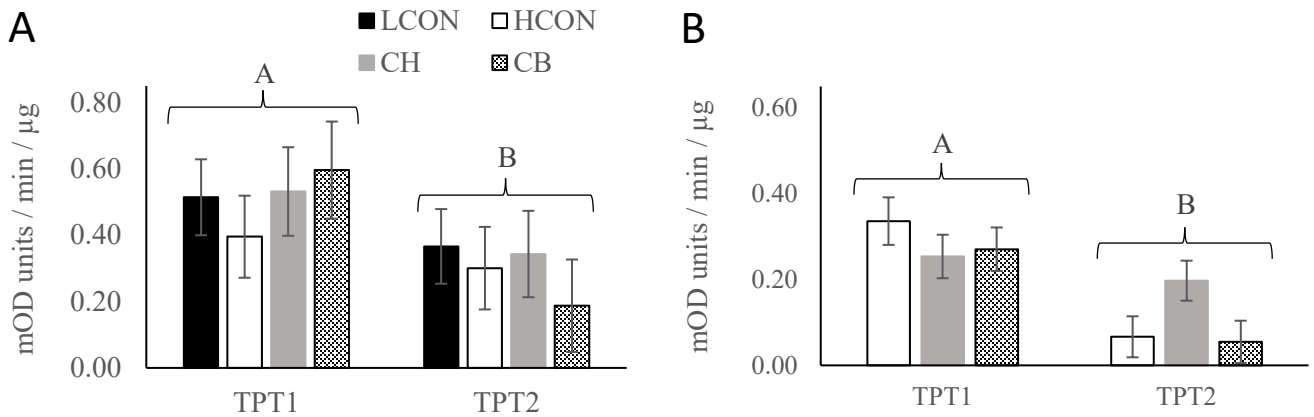 A
LCON HCON
CH CB
mOD units / min / µg
0.80
0.60
0.40
0.20
0.00
A
B
TPT1 TPT2
B
mOD units / min / µg
0.60
0.40
0.20
0.00
A
B
TPT1 TPT2